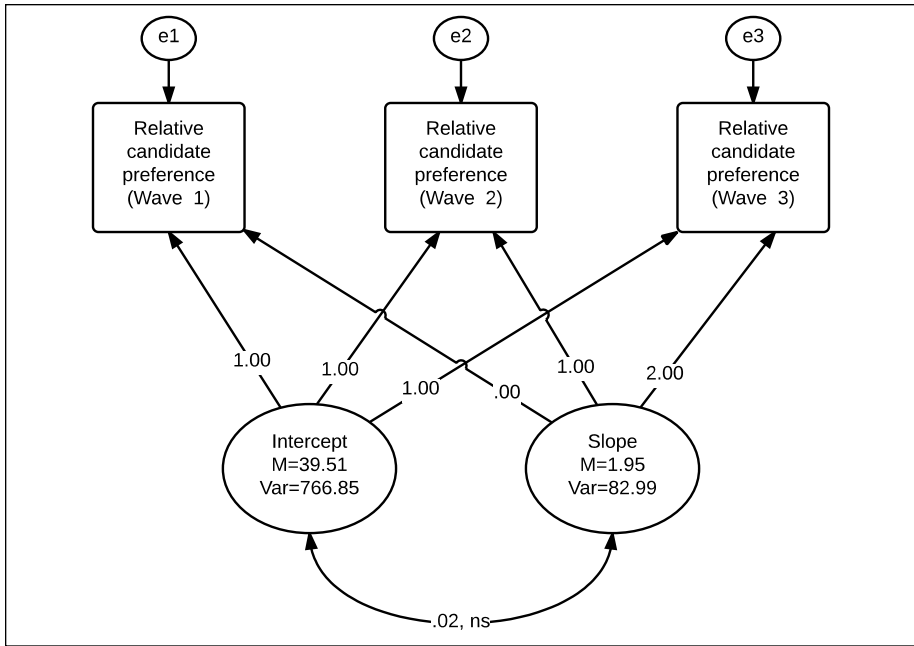 e1
e2
e3
Relative
candidate
preference
(Wave 1)
Relative
candidate
preference
(Wave 2)
Relative
candidate
preference
(Wave 3)
1.00
1.00
1.00
.00
1.00
2.00
Intercept
M=39.51
Var=766.85
Slope
M=1.95
Var=82.99
.02, ns